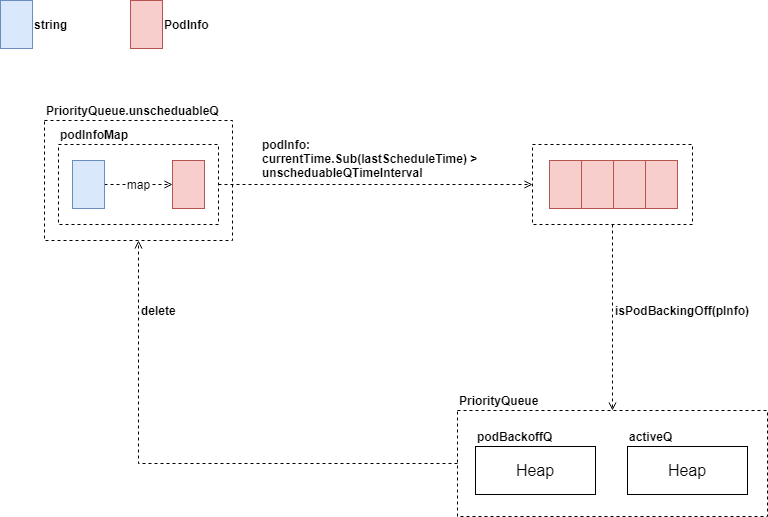 string
PodInfo
PriorityQueue.unscheduableQ
podInfoMap
map
podInfo:
currentTime.Sub(lastScheduleTime) >
unscheduableQTimeInterval
delete
isPodBackingOff(pInfo)
PriorityQueue
podBackoffQ
activeQ
Heap
Heap